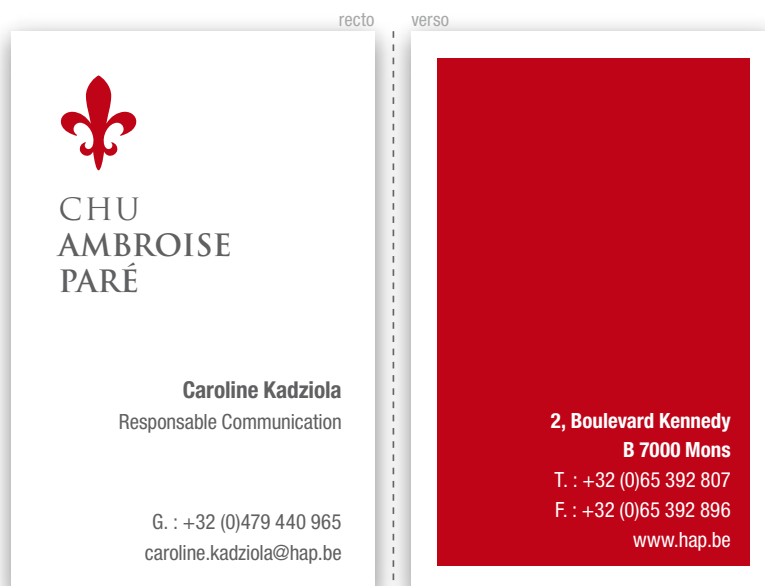 recto
CHU
AMBROISE
PARÉ
Caroline Kadziola
Responsable Communication
G. : +32 (0)479 440 965
caroline.kadziola@hap.be
verso
2, Boulevard Kennedy
B 7000 Mons
T. : +32 (0)65 392 807
F. : +32 (0)65 392 896
www.hap.be